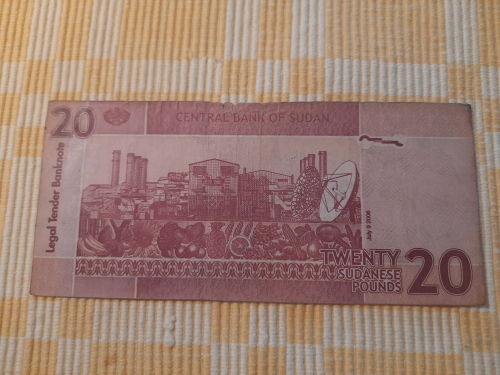 20
CENTRAL BANK OF SUDAN
Legal Tender Banknote
July 9 2006
TWENTY
SUDANESE
POUNDS
20